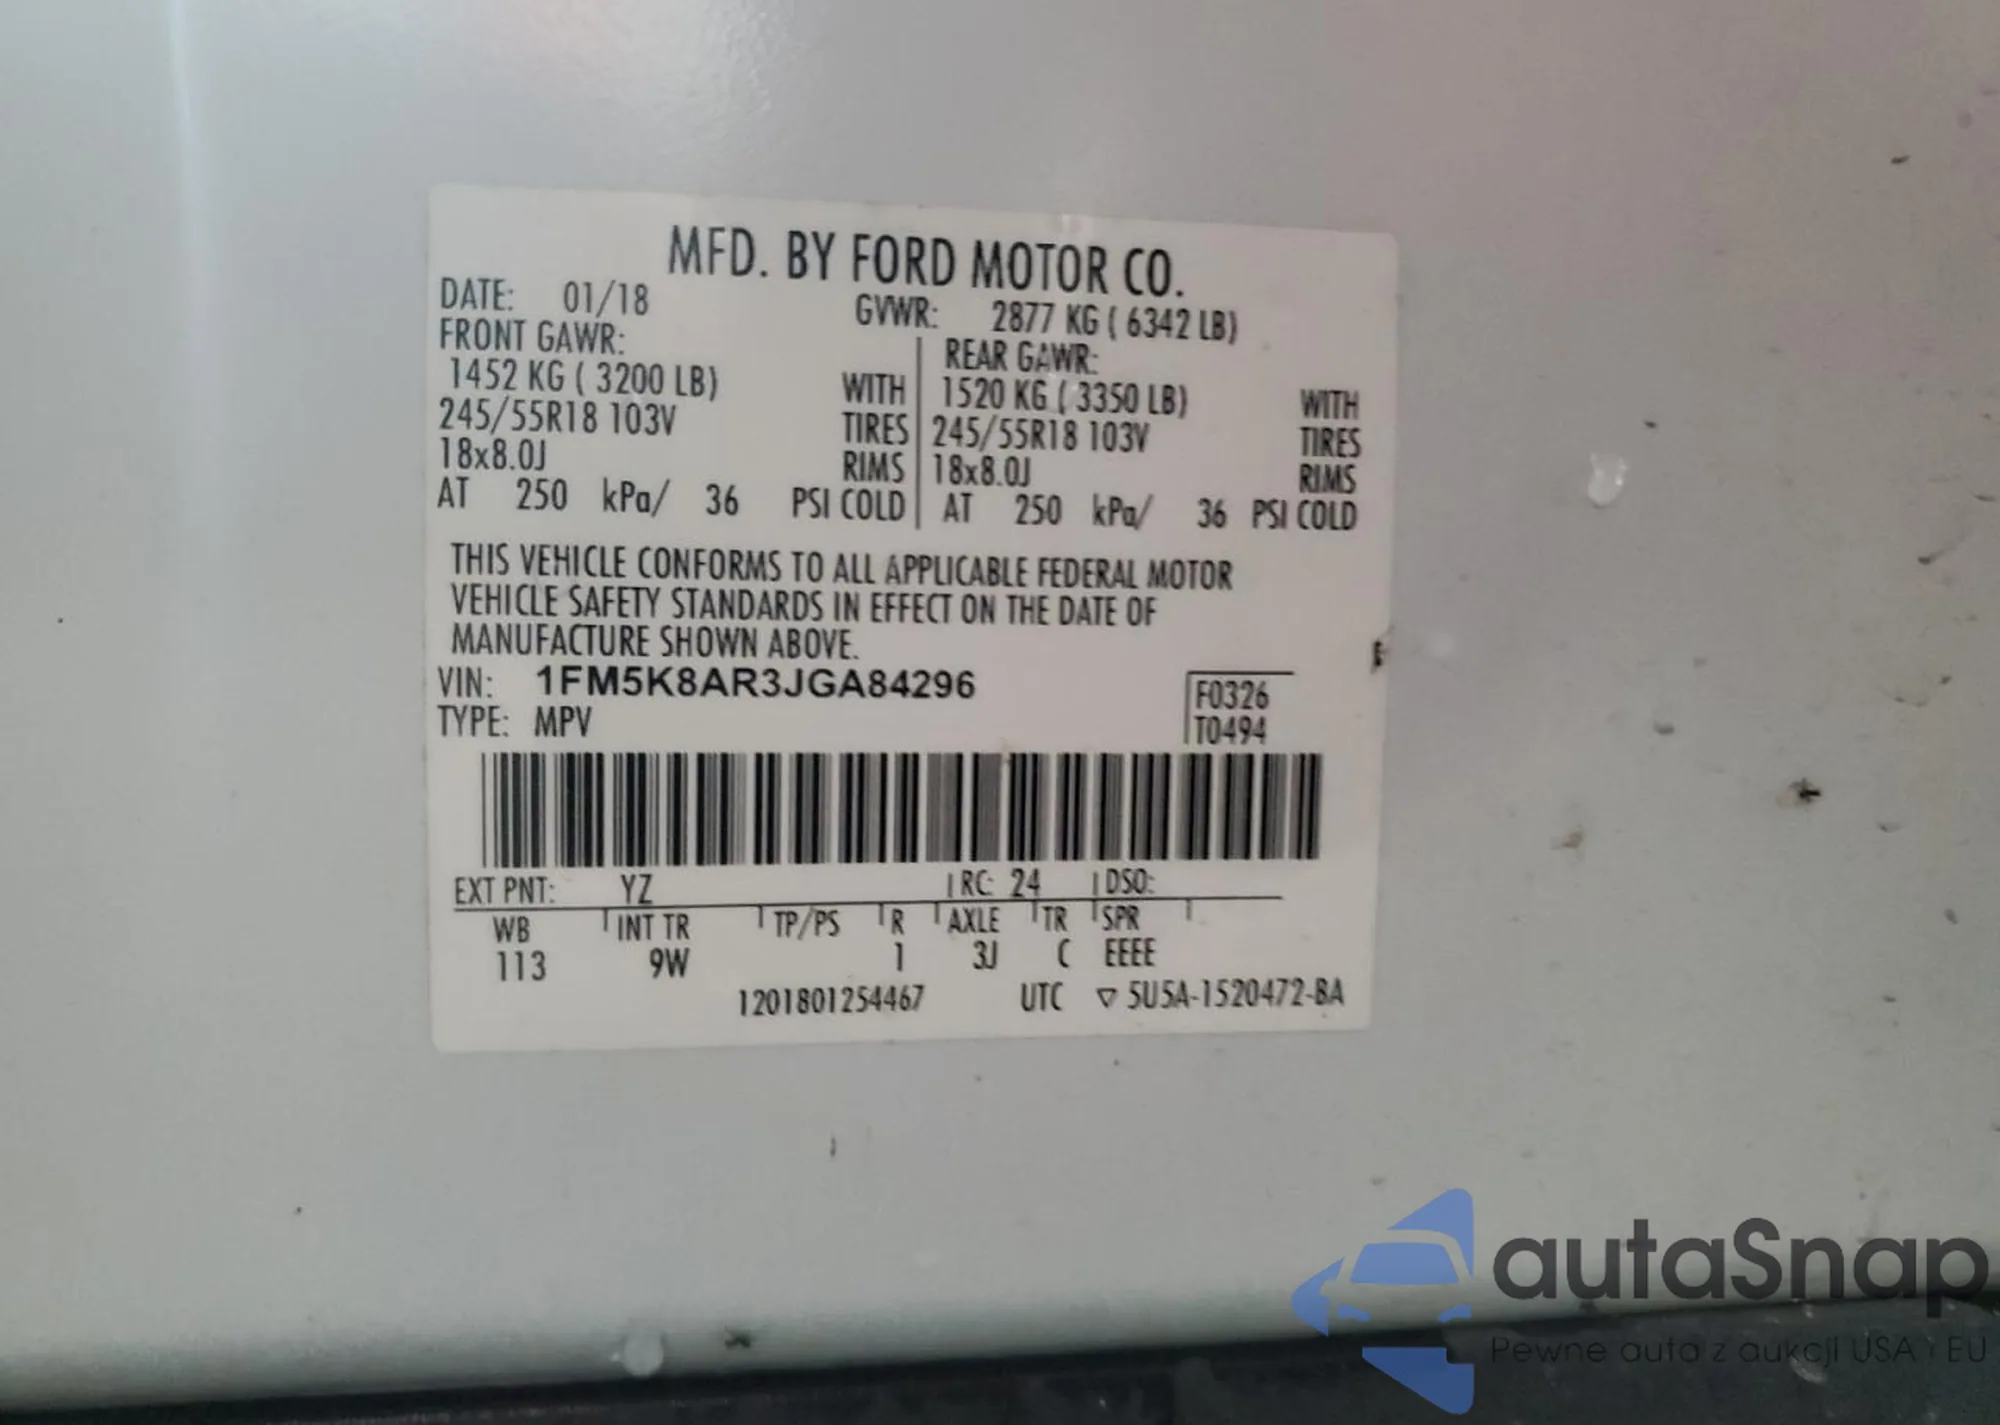 MFD. BY FORD MOTOR CO.
DATE: 01/18 GVWR: 2877 KG ( 6342 LB)
FRONT GAWR: REAR GAWR:
1452 KG ( 3200 LB) WITH 1520 KG ( 3350 LB) WITH
245/55R18 103V TIRES 245/55R18 103V TIRES
18x8.0J RIMS 18x8.0J RIMS
AT 250 kPa/ 36 PSI COLD AT 250 kPa/ 36 PSI COLD
THIS VEHICLE CONFORMS TO ALL APPLICABLE FEDERAL MOTOR
VEHICLE SAFETY STANDARDS IN EFFECT ON THE DATE OF
MANUFACTURE SHOWN ABOVE.
VIN: 1FM5K8AR3JGA84296 F0326
TYPE: MPV T0494
EXT PNT: YZ RC: 24 DSO:
WB INT TR TP/PS R AXLE TR SPR
113 9W 1 3J C EEEE
1201801254467 UTC ▽ 5U5A-1520472-BA
autaSnap
Pewne auta z aukcji USA i EU